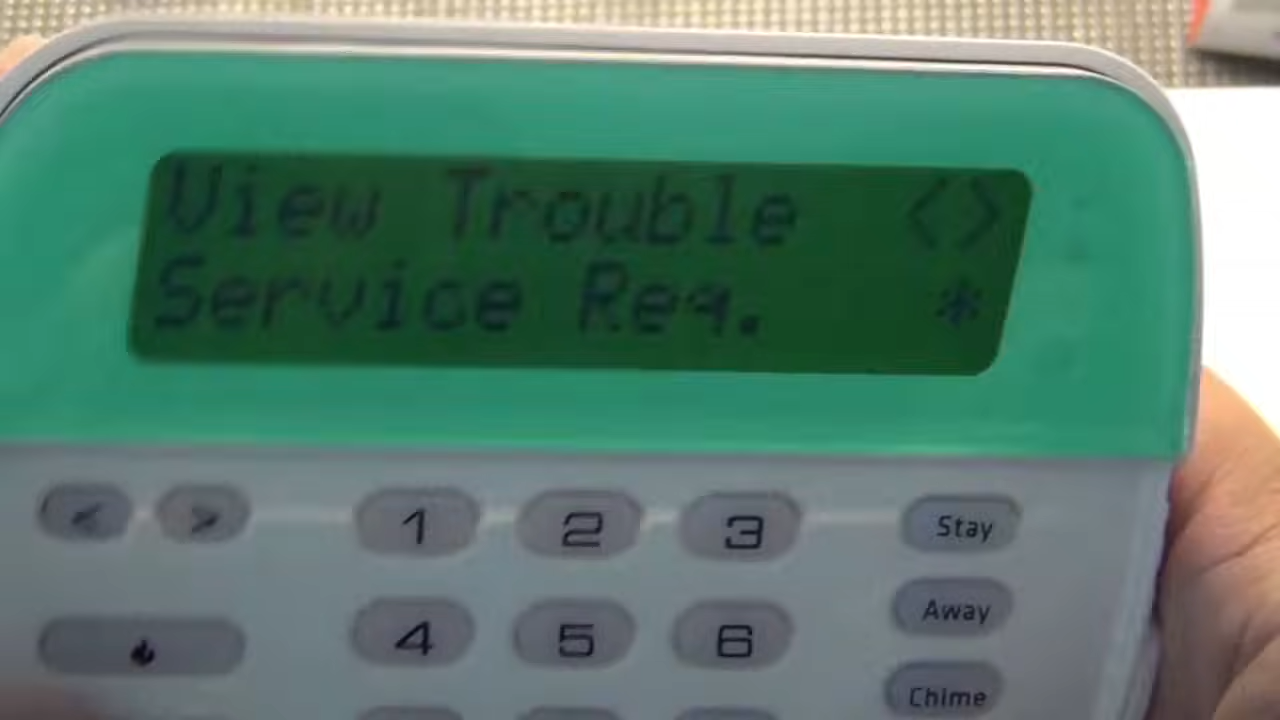 View Trouble <>
Service Req. *
< > 1 2 3 Stay
4 5 6 Away
Chime